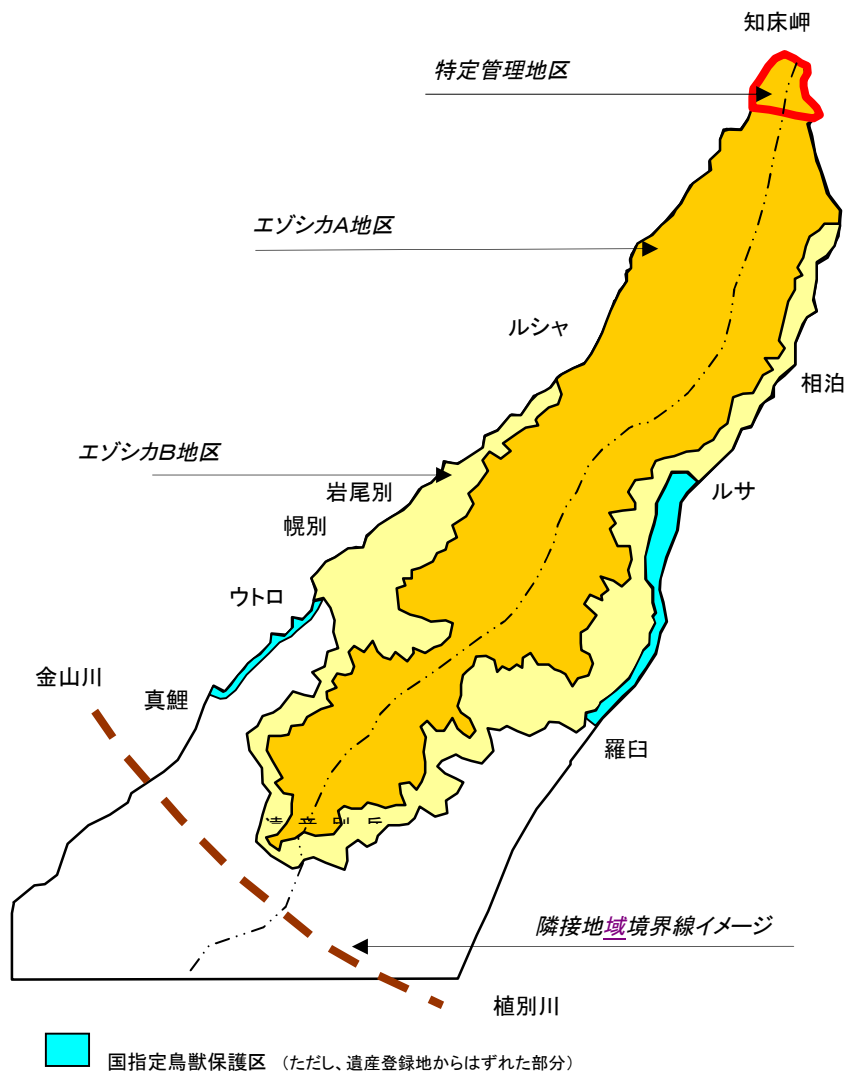 知床岬
特定管理地区
エゾシカA地区
ルシャ
相泊
エゾシカB地区
岩尾別
ルサ
幌別
ウトロ
金山川
真鯉
羅臼
隣接地域境界線イメージ
植別川
国指定鳥獣保護区 (ただし、遺産登録地からはずれた部分)